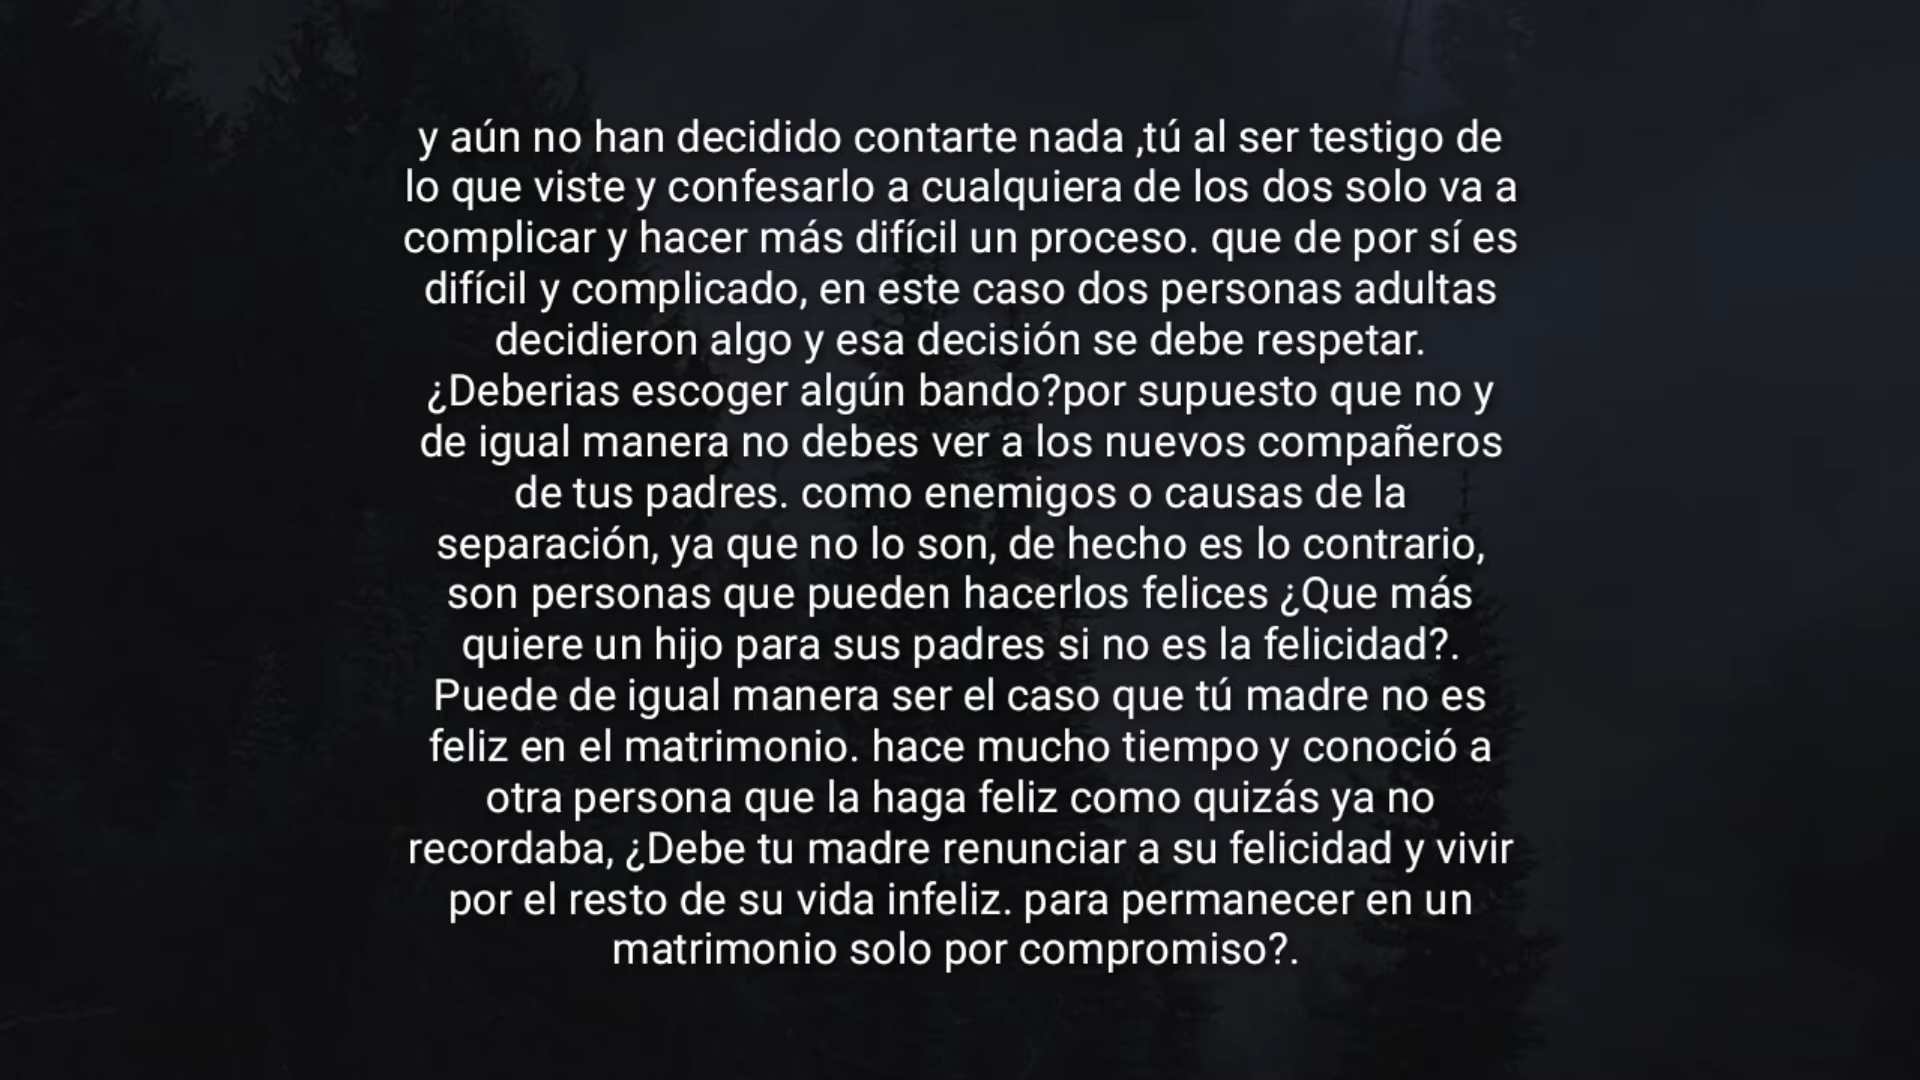 y aún no han decidido contarte nada ,tú al ser testigo de
lo que viste y confesarlo a cualquiera de los dos solo va a
complicar y hacer más difícil un proceso. que de por sí es
difícil y complicado, en este caso dos personas adultas
decidieron algo y esa decisión se debe respetar.
¿Deberias escoger algún bando?por supuesto que no y
de igual manera no debes ver a los nuevos compañeros
de tus padres. como enemigos o causas de la
separación, ya que no lo son, de hecho es lo contrario,
son personas que pueden hacerlos felices ¿Que más
quiere un hijo para sus padres si no es la felicidad?.
Puede de igual manera ser el caso que tú madre no es
feliz en el matrimonio. hace mucho tiempo y conoció a
otra persona que la haga feliz como quizás ya no
recordaba, ¿Debe tu madre renunciar a su felicidad y vivir
por el resto de su vida infeliz. para permanecer en un
matrimonio solo por compromiso?.